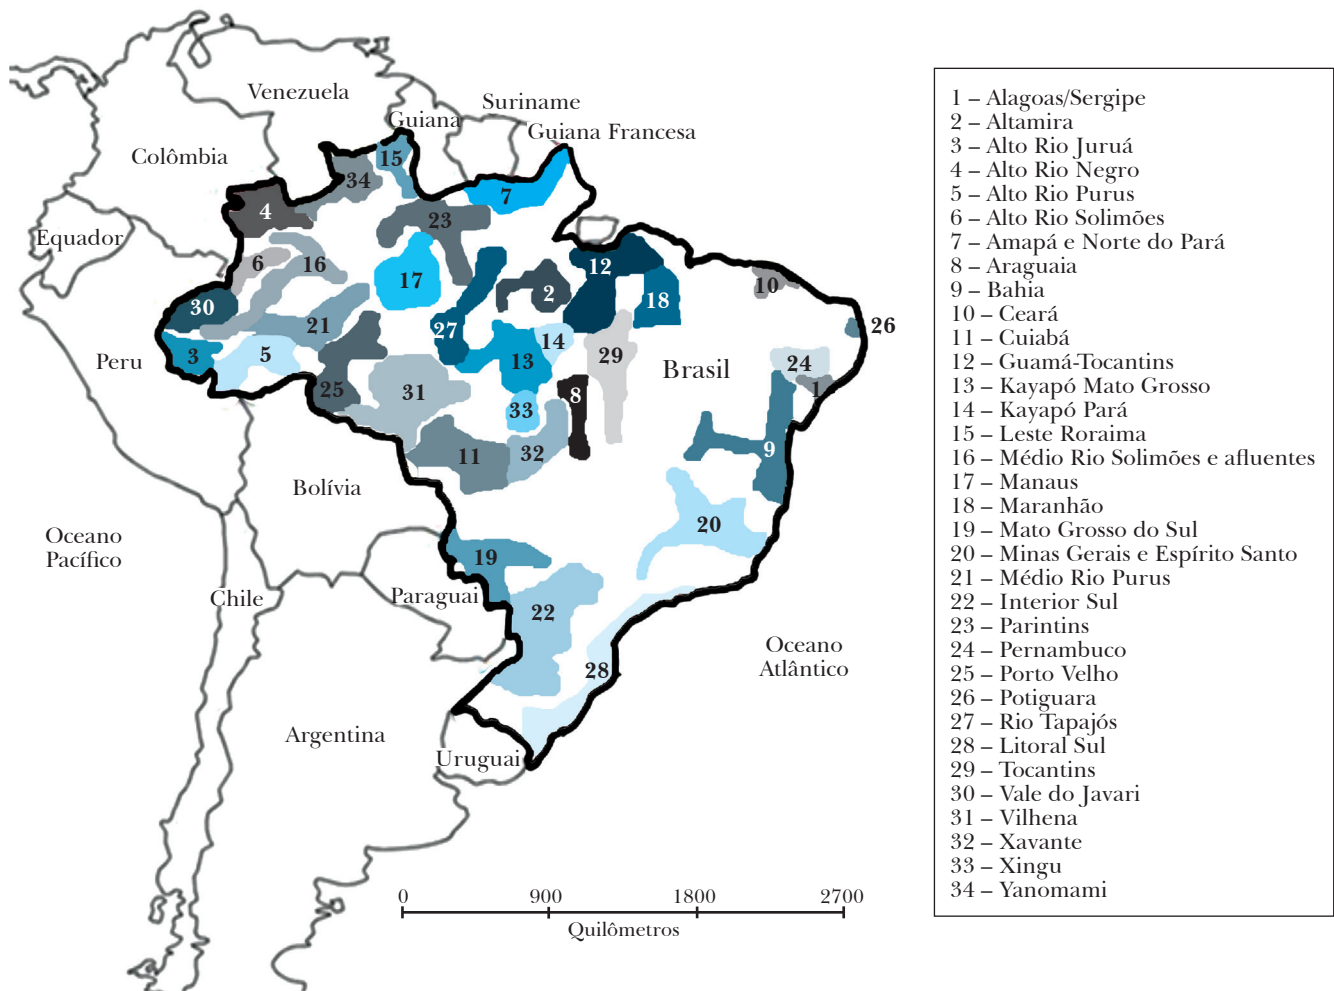 Venezuela
Suriname
Guiana
Guiana Francesa
Colômbia
Equador
Peru
Brasil
Bolívia
Oceano
Pacífico
Chile
Paraguai
Oceano
Atlântico
Argentina
Uruguai
15
34
7
4
23
6
16
17
12
2
18
10
30
21
27
26
3
5
13
14
29
24
25
31
8
1
33
11
32
9
20
19
22
28
0 900 1800 2700
Quilômetros
1 – Alagoas/Sergipe
2 – Altamira
3 – Alto Rio Juruá
4 – Alto Rio Negro
5 – Alto Rio Purus
6 – Alto Rio Solimões
7 – Amapá e Norte do Pará
8 – Araguaia
9 – Bahia
10 – Ceará
11 – Cuiabá
12 – Guamá-Tocantins
13 – Kayapó Mato Grosso
14 – Kayapó Pará
15 – Leste Roraima
16 – Médio Rio Solimões e afluentes
17 – Manaus
18 – Maranhão
19 – Mato Grosso do Sul
20 – Minas Gerais e Espírito Santo
21 – Médio Rio Purus
22 – Interior Sul
23 – Parintins
24 – Pernambuco
25 – Porto Velho
26 – Potiguara
27 – Rio Tapajós
28 – Litoral Sul
29 – Tocantins
30 – Vale do Javari
31 – Vilhena
32 – Xavante
33 – Xingu
34 – Yanomami